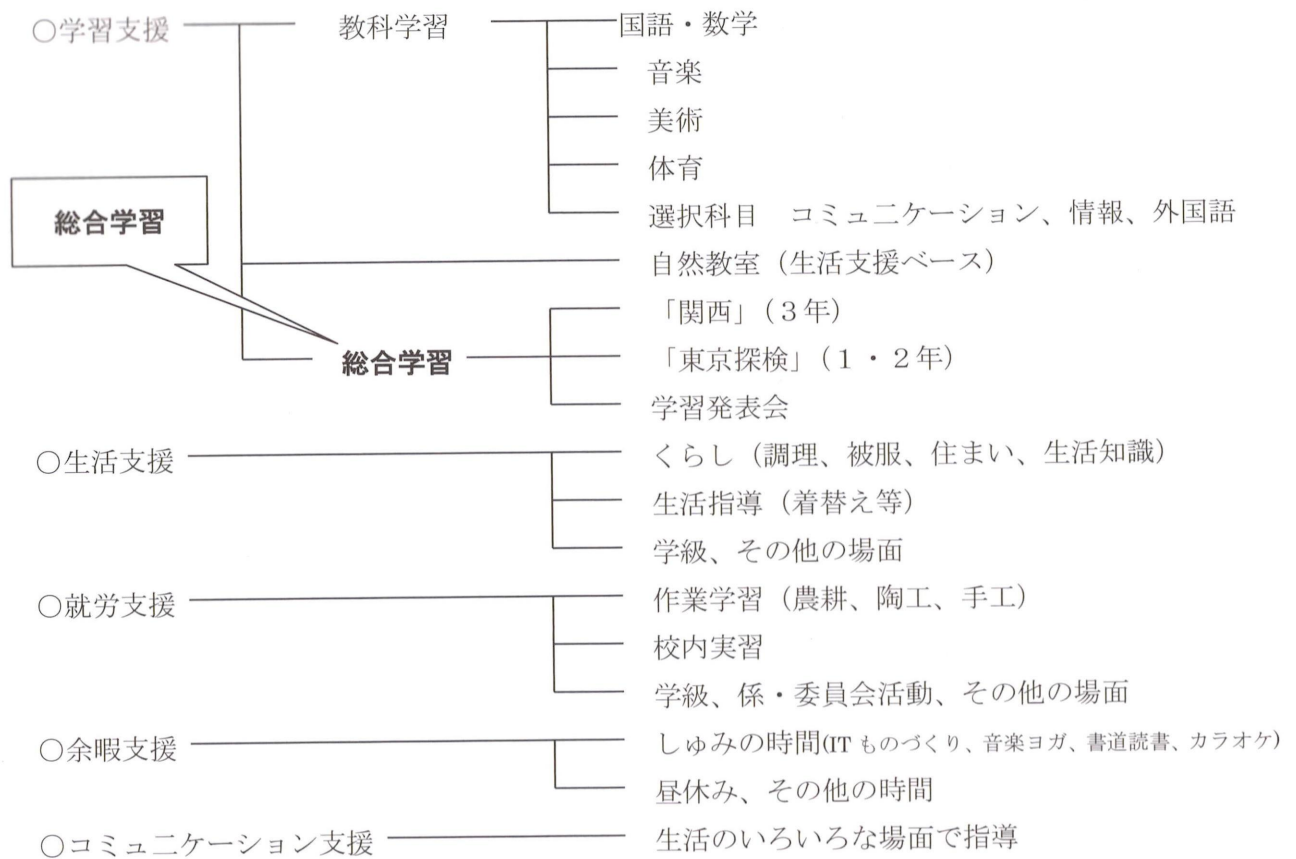 ○学習支援 教科学習 国語・数学
音楽
美術
体育
選択科目 コミュニケーション、情報、外国語
総合学習
自然教室（生活支援ベース）
「関西」（３年）
総合学習 「東京探検」（１・２年）
学習発表会
○生活支援 くらし（調理、被服、住まい、生活知識）
生活指導（着替え等）
学級、その他の場面
○就労支援 作業学習（農耕、陶工、手工）
校内実習
学級、係・委員会活動、その他の場面
○余暇支援 しゅみの時間(IT ものづくり、音楽ヨガ、書道読書、カラオケ)
昼休み、その他の時間
○コミュニケーション支援 生活のいろいろな場面で指導